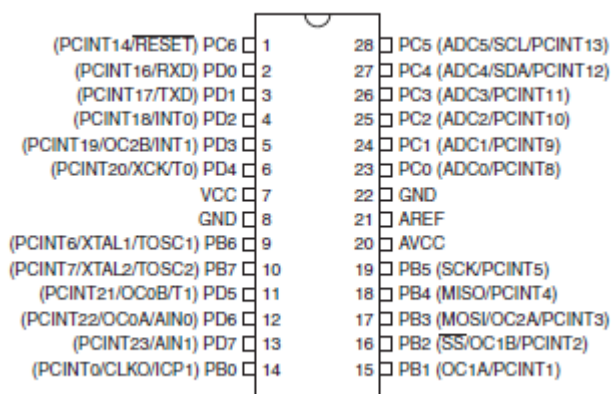 (PCINT14/RESET) PC6 1 28 PC5 (ADC5/SCL/PCINT13)
(PCINT16/RXD) PD0 2 27 PC4 (ADC4/SDA/PCINT12)
(PCINT17/TXD) PD1 3 26 PC3 (ADC3/PCINT11)
(PCINT18/INT0) PD2 4 25 PC2 (ADC2/PCINT10)
(PCINT19/OC2B/INT1) PD3 5 24 PC1 (ADC1/PCINT9)
(PCINT20/XCK/T0) PD4 6 23 PC0 (ADC0/PCINT8)
VCC 7 22 GND
GND 8 21 AREF
(PCINT6/XTAL1/TOSC1) PB6 9 20 AVCC
(PCINT7/XTAL2/TOSC2) PB7 10 19 PB5 (SCK/PCINT5)
(PCINT21/OC0B/T1) PD5 11 18 PB4 (MISO/PCINT4)
(PCINT22/OC0A/AIN0) PD6 12 17 PB3 (MOSI/OC2A/PCINT3)
(PCINT23/AIN1) PD7 13 16 PB2 (SS/OC1B/PCINT2)
(PCINT0/CLKO/ICP1) PB0 14 15 PB1 (OC1A/PCINT1)